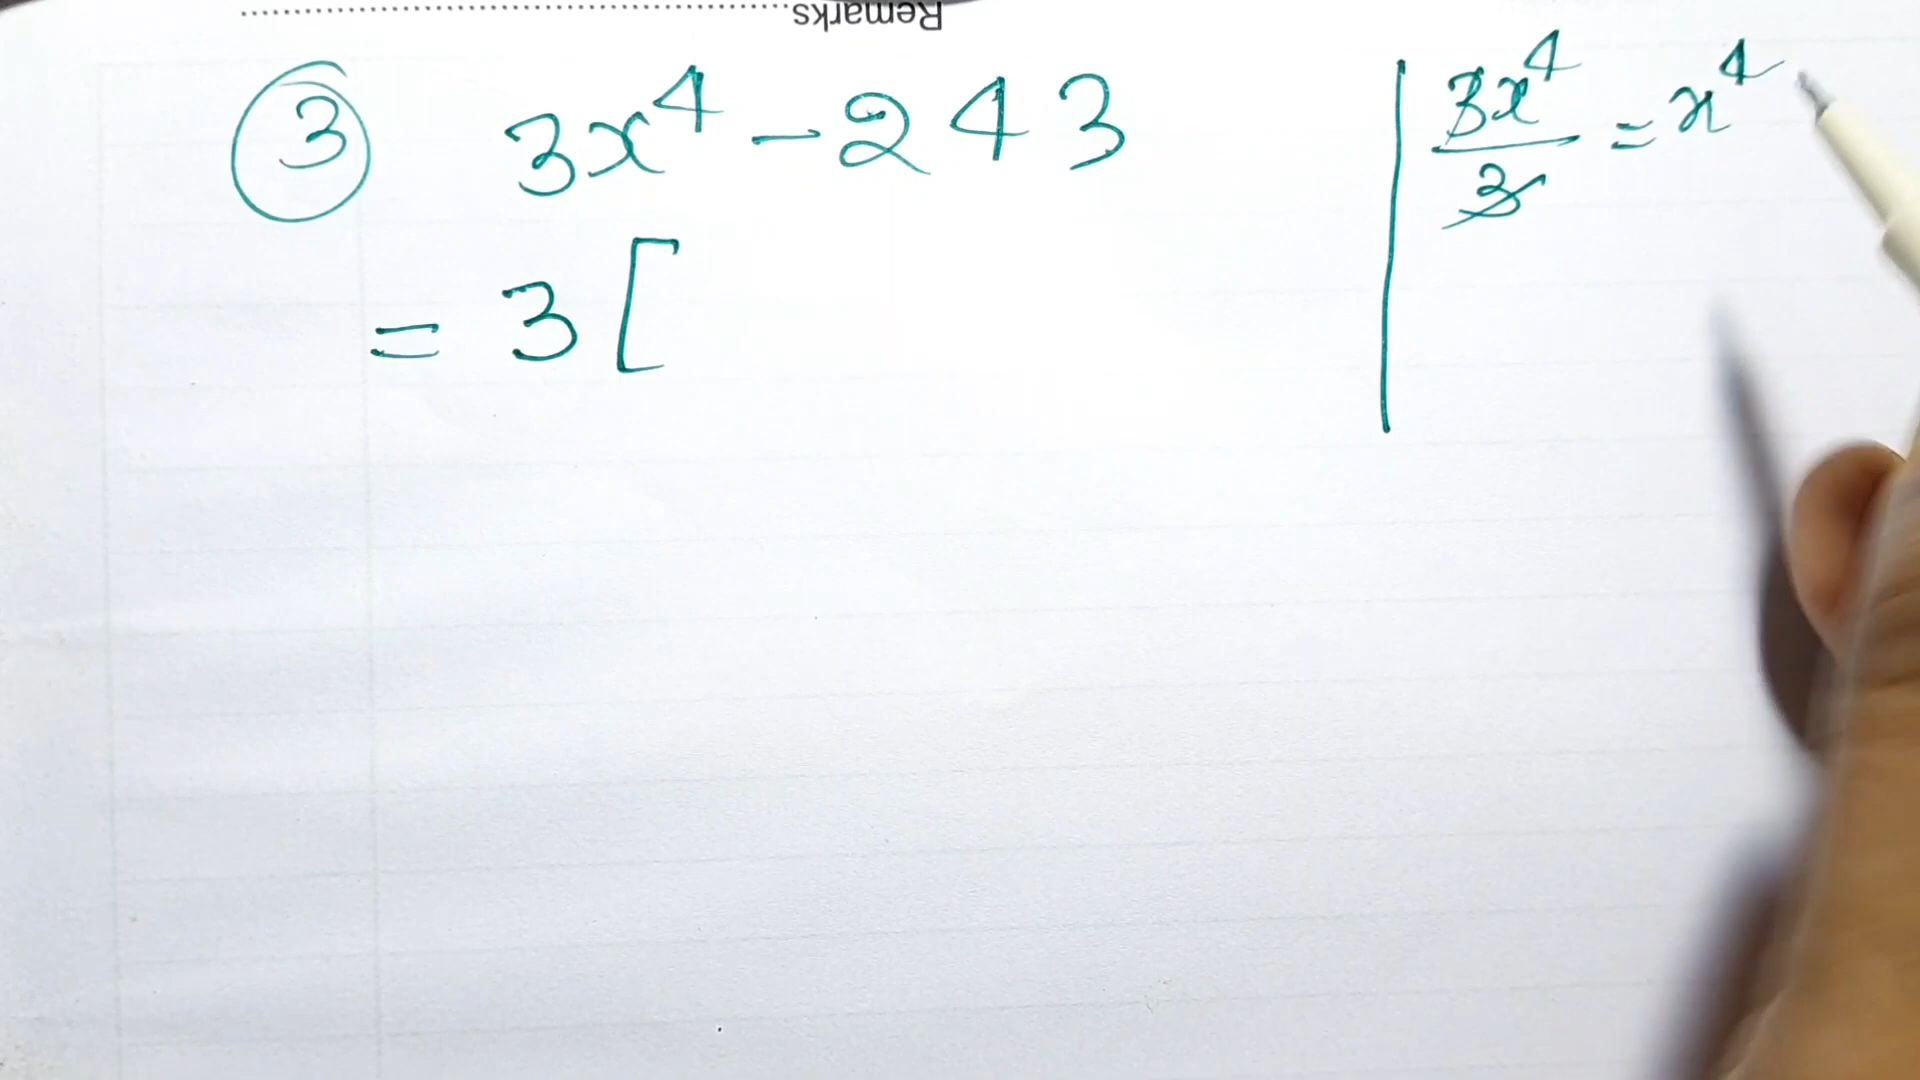 Remarks
③ 3x⁴ - 243 | 3x⁴/3 = x⁴
= 3 [